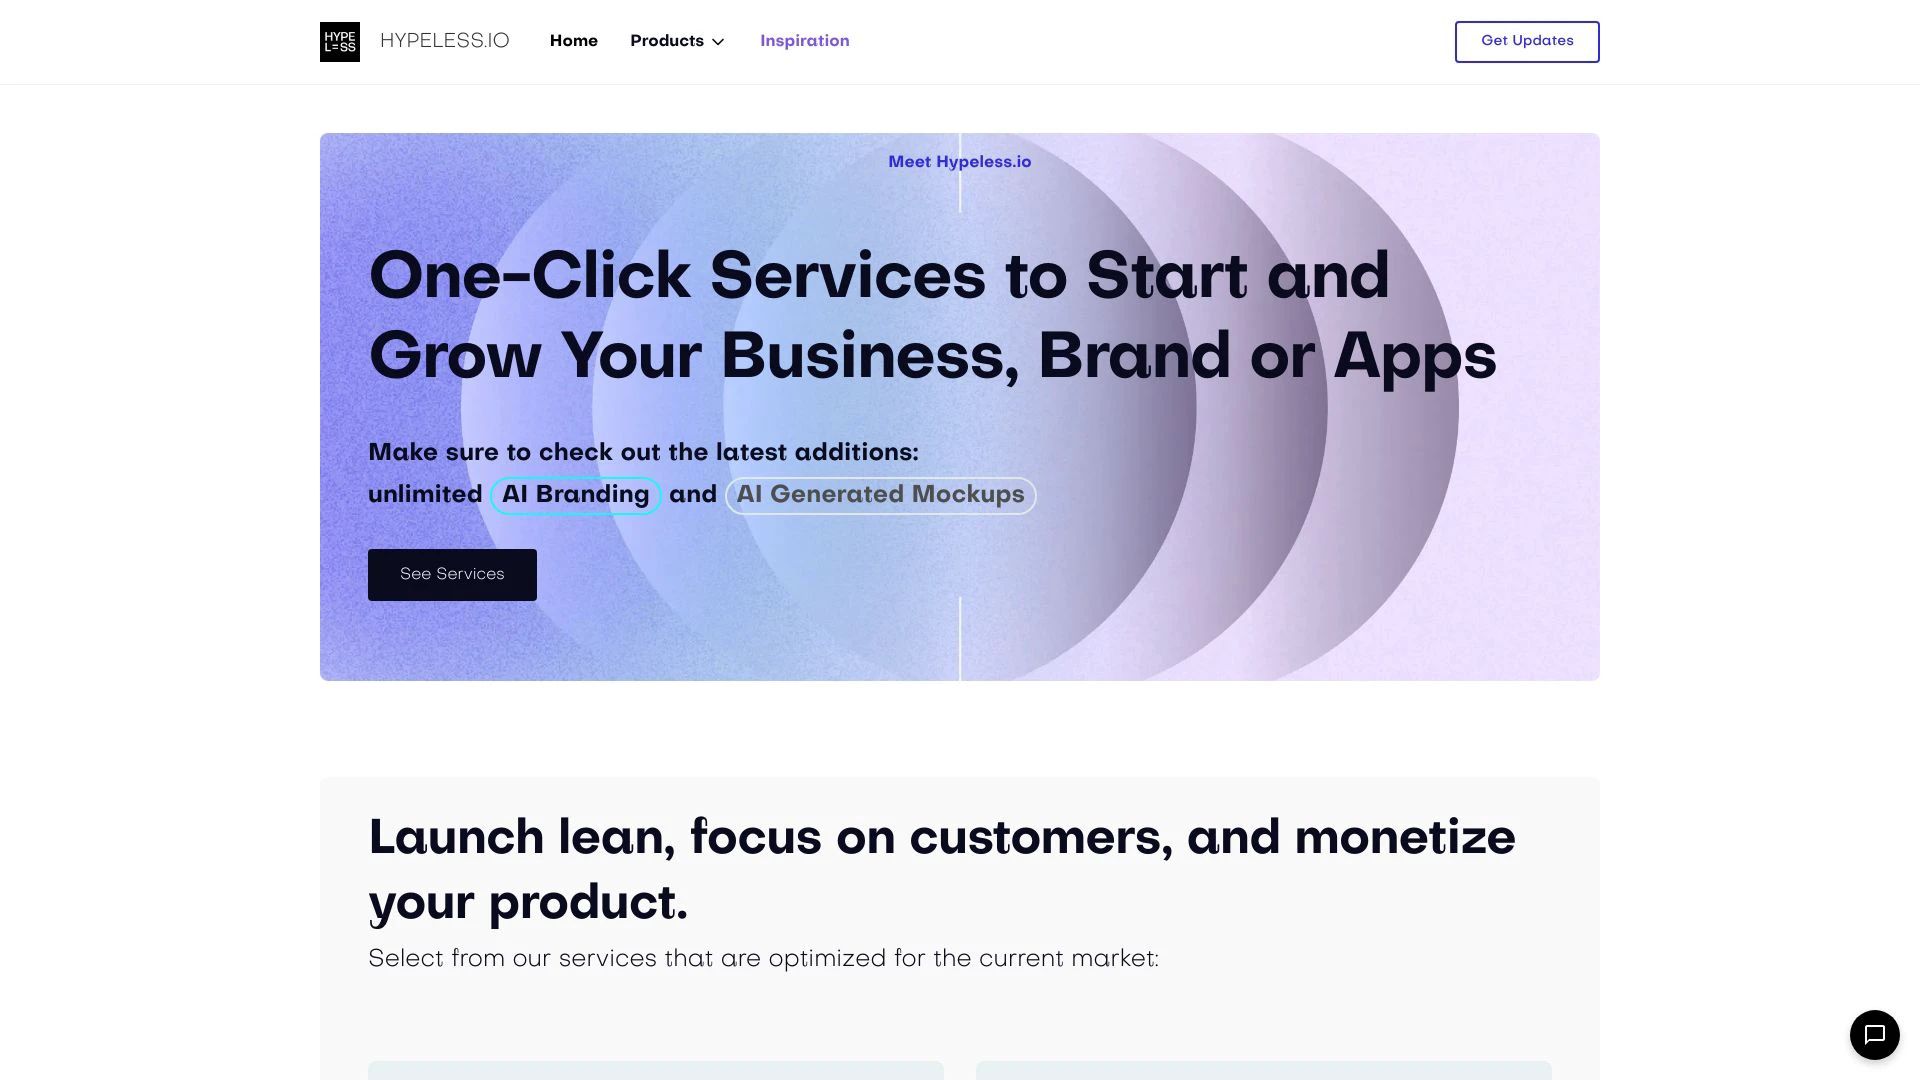 HYPE
L=SS
HYPELESS.IO
Home
Products
Inspiration
Get Updates
Meet Hypeless.io
One-Click Services to Start and
Grow Your Business, Brand or Apps
Make sure to check out the latest additions:
unlimited AI Branding and AI Generated Mockups
See Services
Launch lean, focus on customers, and monetize
your product.
Select from our services that are optimized for the current market: